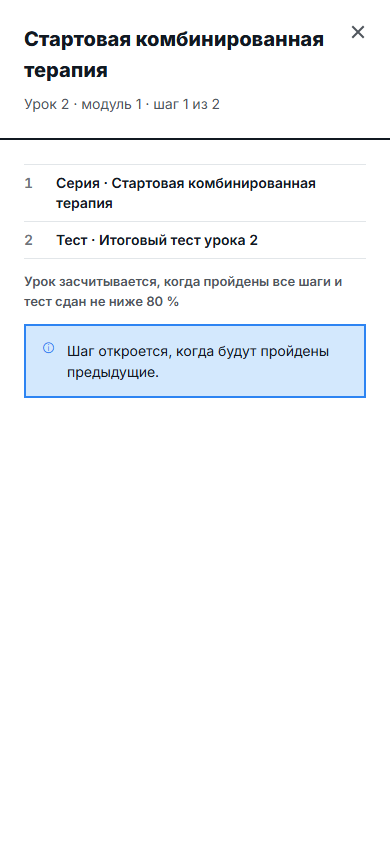 Стартовая комбинированная
терапия
Урок 2 · модуль 1 · шаг 1 из 2
1 Серия · Стартовая комбинированная
терапия
2 Тест · Итоговый тест урока 2
Урок засчитывается, когда пройдены все шаги и
тест сдан не ниже 80 %
Шаг откроется, когда будут пройдены
предыдущие.